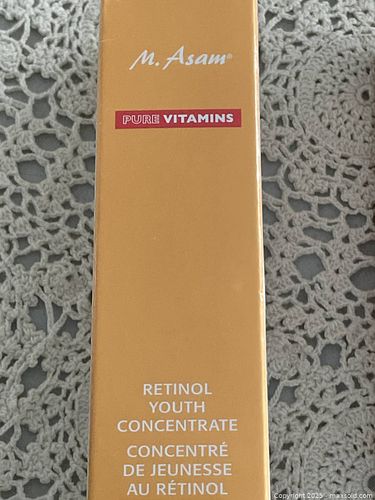 M. Asam®
PURE VITAMINS
RETINOL
YOUTH
CONCENTRATE
CONCENTRÉ
DE JEUNESSE
AU RÉTINOL
Copyright 2025 - maxsold.com